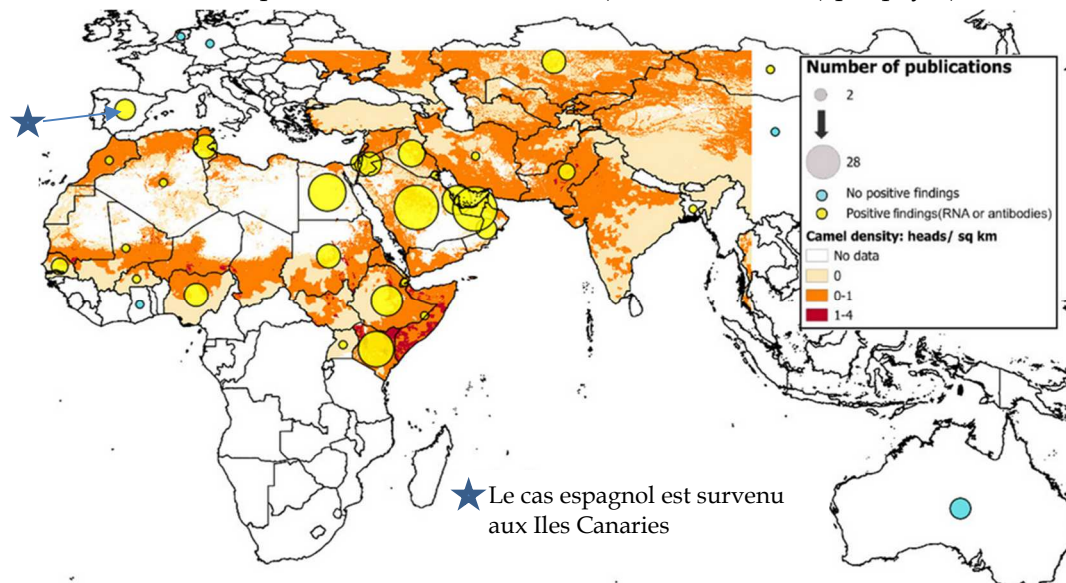 Number of publications
2
28
No positive findings
Positive findings(RNA or antibodies)
Camel density: heads/ sq km
No data
0
0-1
1-4
Le cas espagnol est survenu
aux Iles Canaries